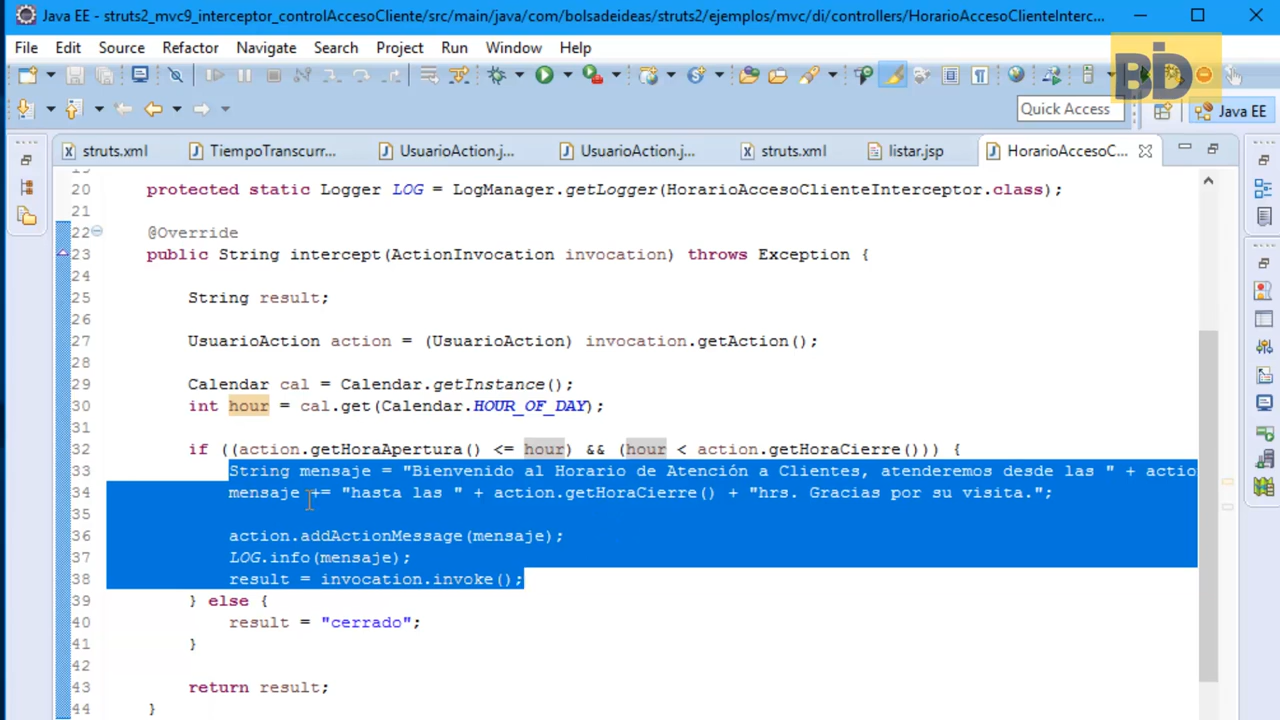 Java EE - struts2_mvc9_interceptor_controlAccesoCliente/src/main/java/com/bolsadeideas/struts2/ejemplos/mvc/di/controllers/HorarioAccesoClienteInterc...
File Edit Source Refactor Navigate Search Project Run Window Help
BID
Quick Access Java EE
struts.xml TiempoTranscurr... UsuarioAction.j... UsuarioAction.j... struts.xml listar.jsp HorarioAccesoC...
20 protected static Logger LOG = LogManager.getLogger(HorarioAccesoClienteInterceptor.class);
21
22 @Override
23 public String intercept(ActionInvocation invocation) throws Exception {
24
25 String result;
26
27 UsuarioAction action = (UsuarioAction) invocation.getAction();
28
29 Calendar cal = Calendar.getInstance();
30 int hour = cal.get(Calendar.HOUR_OF_DAY);
31
32 if ((action.getHoraApertura() <= hour) && (hour < action.getHoraCierre())) {
33 String mensaje = "Bienvenido al Horario de Atención a Clientes, atenderemos desde las " + actio
34 mensaje += "hasta las " + action.getHoraCierre() + "hrs. Gracias por su visita.";
35
36 action.addActionMessage(mensaje);
37 LOG.info(mensaje);
38 result = invocation.invoke();
39 } else {
40 result = "cerrado";
41 }
42
43 return result;
44 }